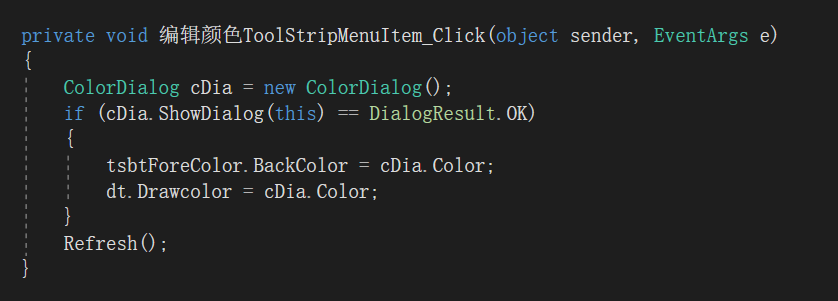 private void 编辑颜色ToolStripMenuItem_Click(object sender, EventArgs e)
{
    ColorDialog cDia = new ColorDialog();
    if (cDia.ShowDialog(this) == DialogResult.OK)
    {
        tsbtForeColor.BackColor = cDia.Color;
        dt.Drawcolor = cDia.Color;
    }
    Refresh();
}